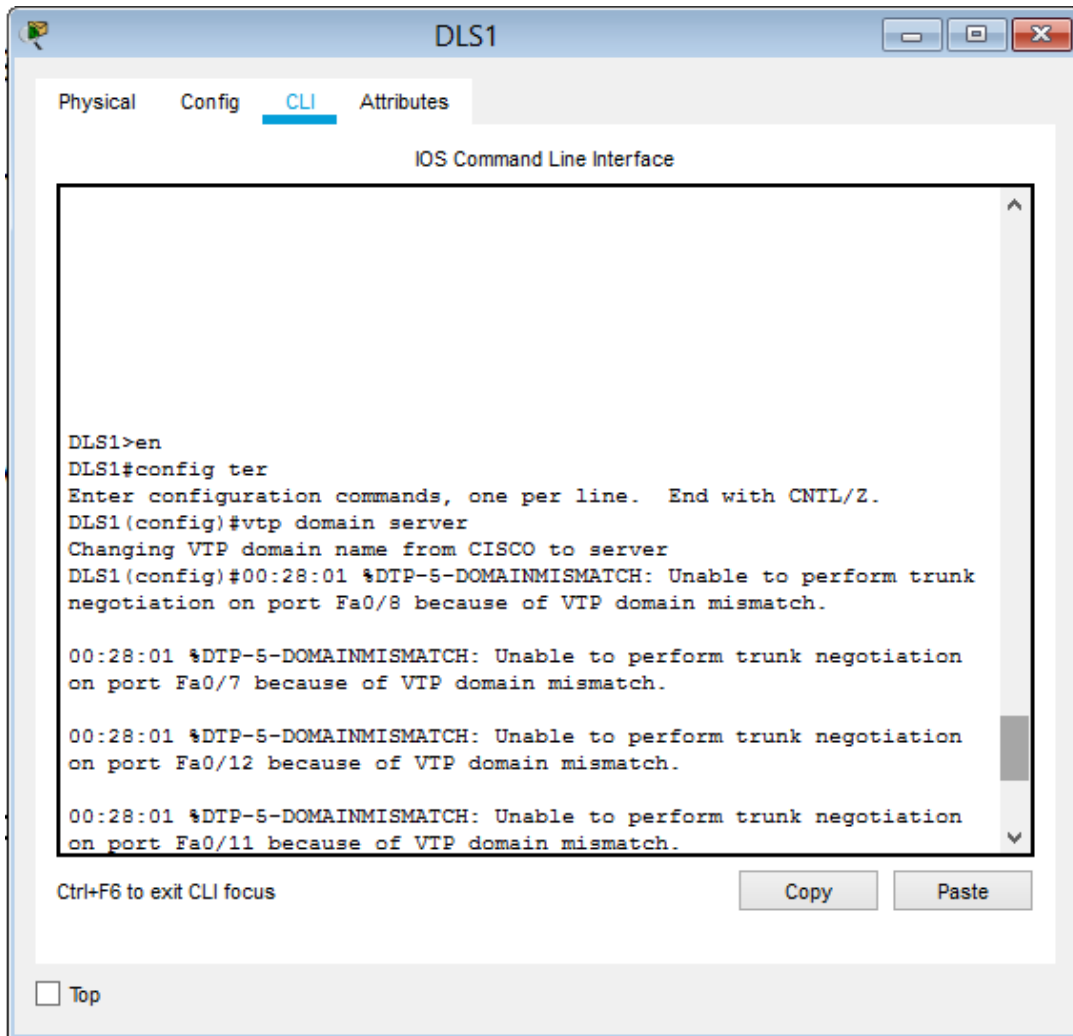 DLS1
Physical Config CLI Attributes
IOS Command Line Interface
DLS1>en
DLS1#config ter
Enter configuration commands, one per line.  End with CNTL/Z.
DLS1(config)#vtp domain server
Changing VTP domain name from CISCO to server
DLS1(config)#00:28:01 %DTP-5-DOMAINMISMATCH: Unable to perform trunk
negotiation on port Fa0/8 because of VTP domain mismatch.
00:28:01 %DTP-5-DOMAINMISMATCH: Unable to perform trunk negotiation
on port Fa0/7 because of VTP domain mismatch.
00:28:01 %DTP-5-DOMAINMISMATCH: Unable to perform trunk negotiation
on port Fa0/12 because of VTP domain mismatch.
00:28:01 %DTP-5-DOMAINMISMATCH: Unable to perform trunk negotiation
on port Fa0/11 because of VTP domain mismatch.
Ctrl+F6 to exit CLI focus
Copy Paste
Top